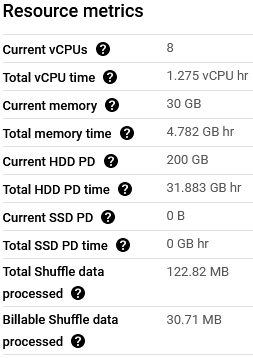 Resource metrics
Current vCPUs ? 8
Total vCPU time ? 1.275 vCPU hr
Current memory ? 30 GB
Total memory time ? 4.782 GB hr
Current HDD PD ? 200 GB
Total HDD PD time ? 31.883 GB hr
Current SSD PD ? 0 B
Total SSD PD time ? 0 GB hr
Total Shuffle data 122.82 MB
processed ?
Billable Shuffle data 30.71 MB
processed ?